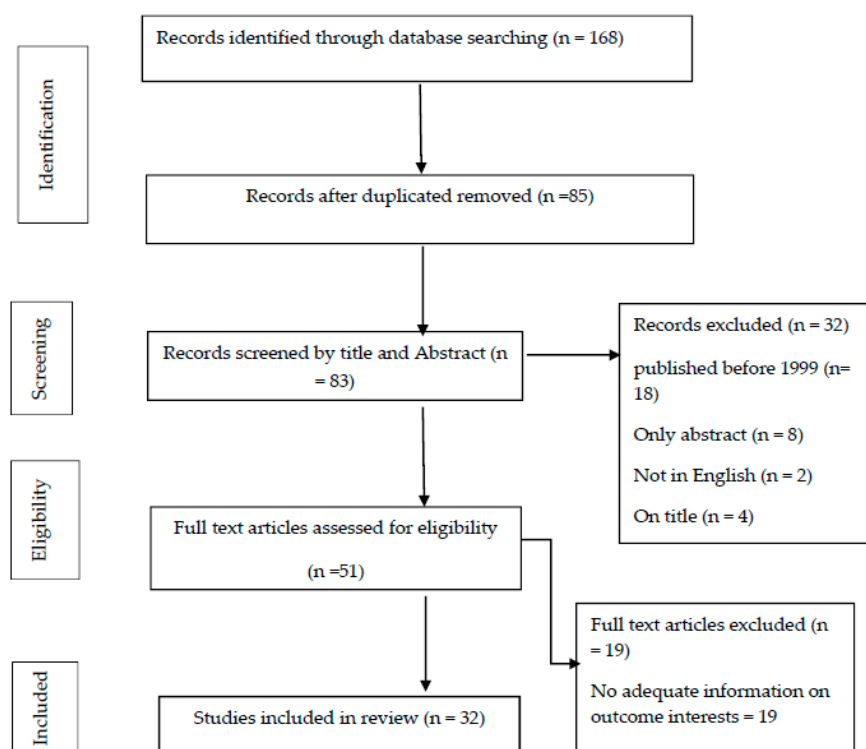 Identification
Records identified through database searching (n = 168)
Records after duplicated removed (n =85)
Screening
Records screened by title and Abstract (n
= 83)
Records excluded (n = 32)
published before 1999 (n=
18)
Only abstract (n = 8)
Not in English (n = 2)
On title (n = 4)
Eligibility
Full text articles assessed for eligibility
(n =51)
Full text articles excluded (n
= 19)
No adequate information on
outcome interests = 19
Included
Studies included in review (n = 32)